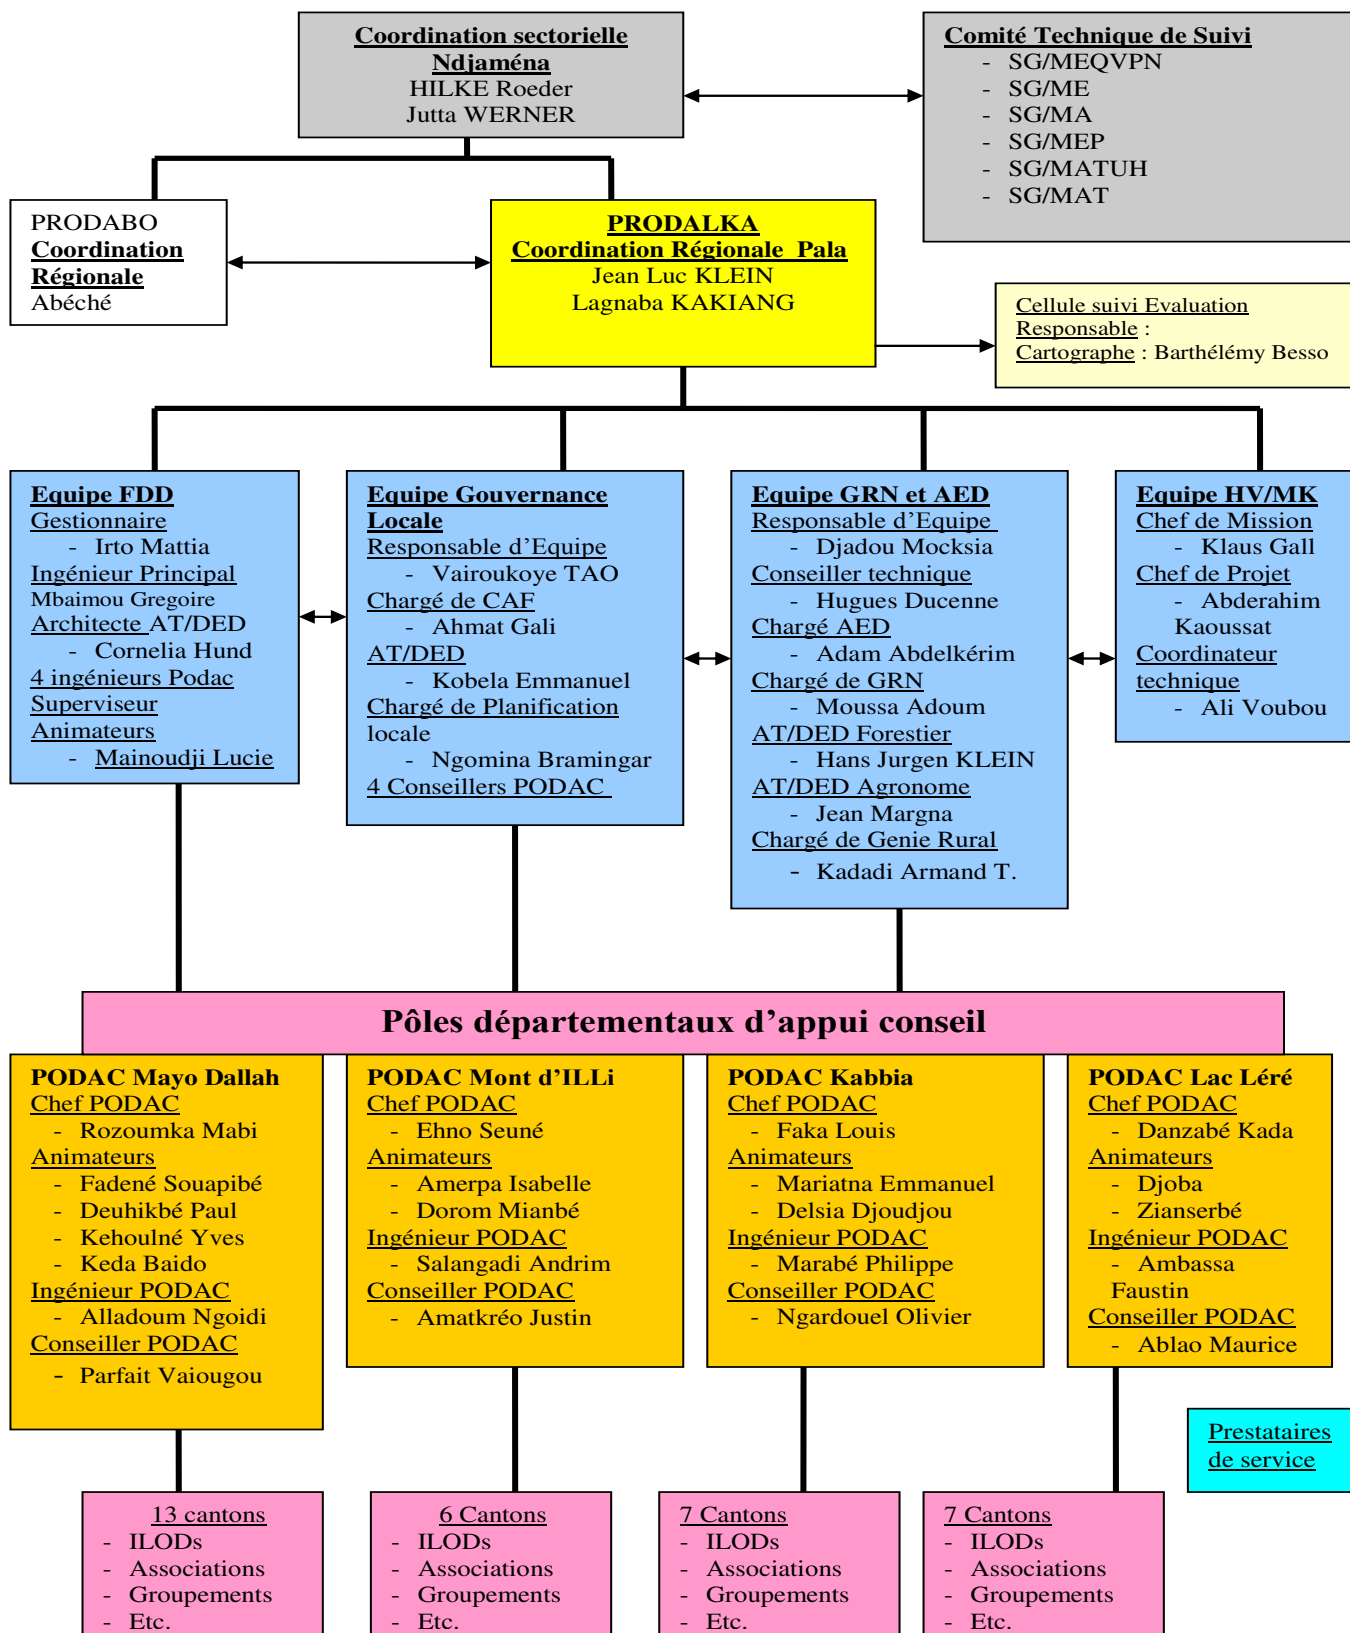 Coordination sectorielle
Ndjaména
HILKE Roeder
Jutta WERNER
Comité Technique de Suivi
- SG/MEQVPN
- SG/ME
- SG/MA
- SG/MEP
- SG/MATUH
- SG/MAT
PRODABO
Coordination
Régionale
Abéché
PRODALKA
Coordination Régionale Pala
Jean Luc KLEIN
Lagnaba KAKIANG
Cellule suivi Evaluation
Responsable :
Cartographe : Barthélémy Besso
Equipe FDD
Gestionnaire
- Irto Mattia
Ingénieur Principal
Mbaimou Gregoire
Architecte AT/DED
- Cornelia Hund
4 ingénieurs Podac
Superviseur
Animateurs
- Mainoudji Lucie
Equipe Gouvernance
Locale
Responsable d’Equipe
- Vairoukoye TAO
Chargé de CAF
- Ahmat Gali
AT/DED
- Kobela Emmanuel
Chargé de Planification
locale
- Ngomina Bramingar
4 Conseillers PODAC
Equipe GRN et AED
Responsable d’Equipe
- Djadou Mocksia
Conseiller technique
- Hugues Ducenne
Chargé AED
- Adam Abdelkérim
Chargé de GRN
- Moussa Adoum
AT/DED Forestier
- Hans Jurgen KLEIN
AT/DED Agronome
- Jean Margna
Chargé de Genie Rural
- Kadadi Armand T.
Equipe HV/MK
Chef de Mission
- Klaus Gall
Chef de Projet
- Abderahim
Kaoussat
Coordinateur
technique
- Ali Voubou
Pôles départementaux d’appui conseil
PODAC Mayo Dallah
Chef PODAC
- Rozoumka Mabi
Animateurs
- Fadené Souapibé
- Deuhikbé Paul
- Kehoulné Yves
- Keda Baido
Ingénieur PODAC
- Alladoum Ngoidi
Conseiller PODAC
- Parfait Vaiougou
PODAC Mont d’ILLi
Chef PODAC
- Ehno Seuné
Animateurs
- Amerpa Isabelle
- Dorom Mianbé
Ingénieur PODAC
- Salangadi Andrim
Conseiller PODAC
- Amatkréo Justin
PODAC Kabbia
Chef PODAC
- Faka Louis
Animateurs
- Mariatna Emmanuel
- Delsia Djoudjou
Ingénieur PODAC
- Marabé Philippe
Conseiller PODAC
- Ngardouel Olivier
PODAC Lac Léré
Chef PODAC
- Danzabé Kada
Animateurs
- Djoba
- Zianserbé
Ingénieur PODAC
- Ambassa
Faustin
Conseiller PODAC
- Ablao Maurice
Prestataires
de service
13 cantons
- ILODs
- Associations
- Groupements
- Etc.
6 Cantons
- ILODs
- Associations
- Groupements
- Etc.
7 Cantons
- ILODs
- Associations
- Groupements
- Etc.
7 Cantons
- ILODs
- Associations
- Groupements
- Etc.